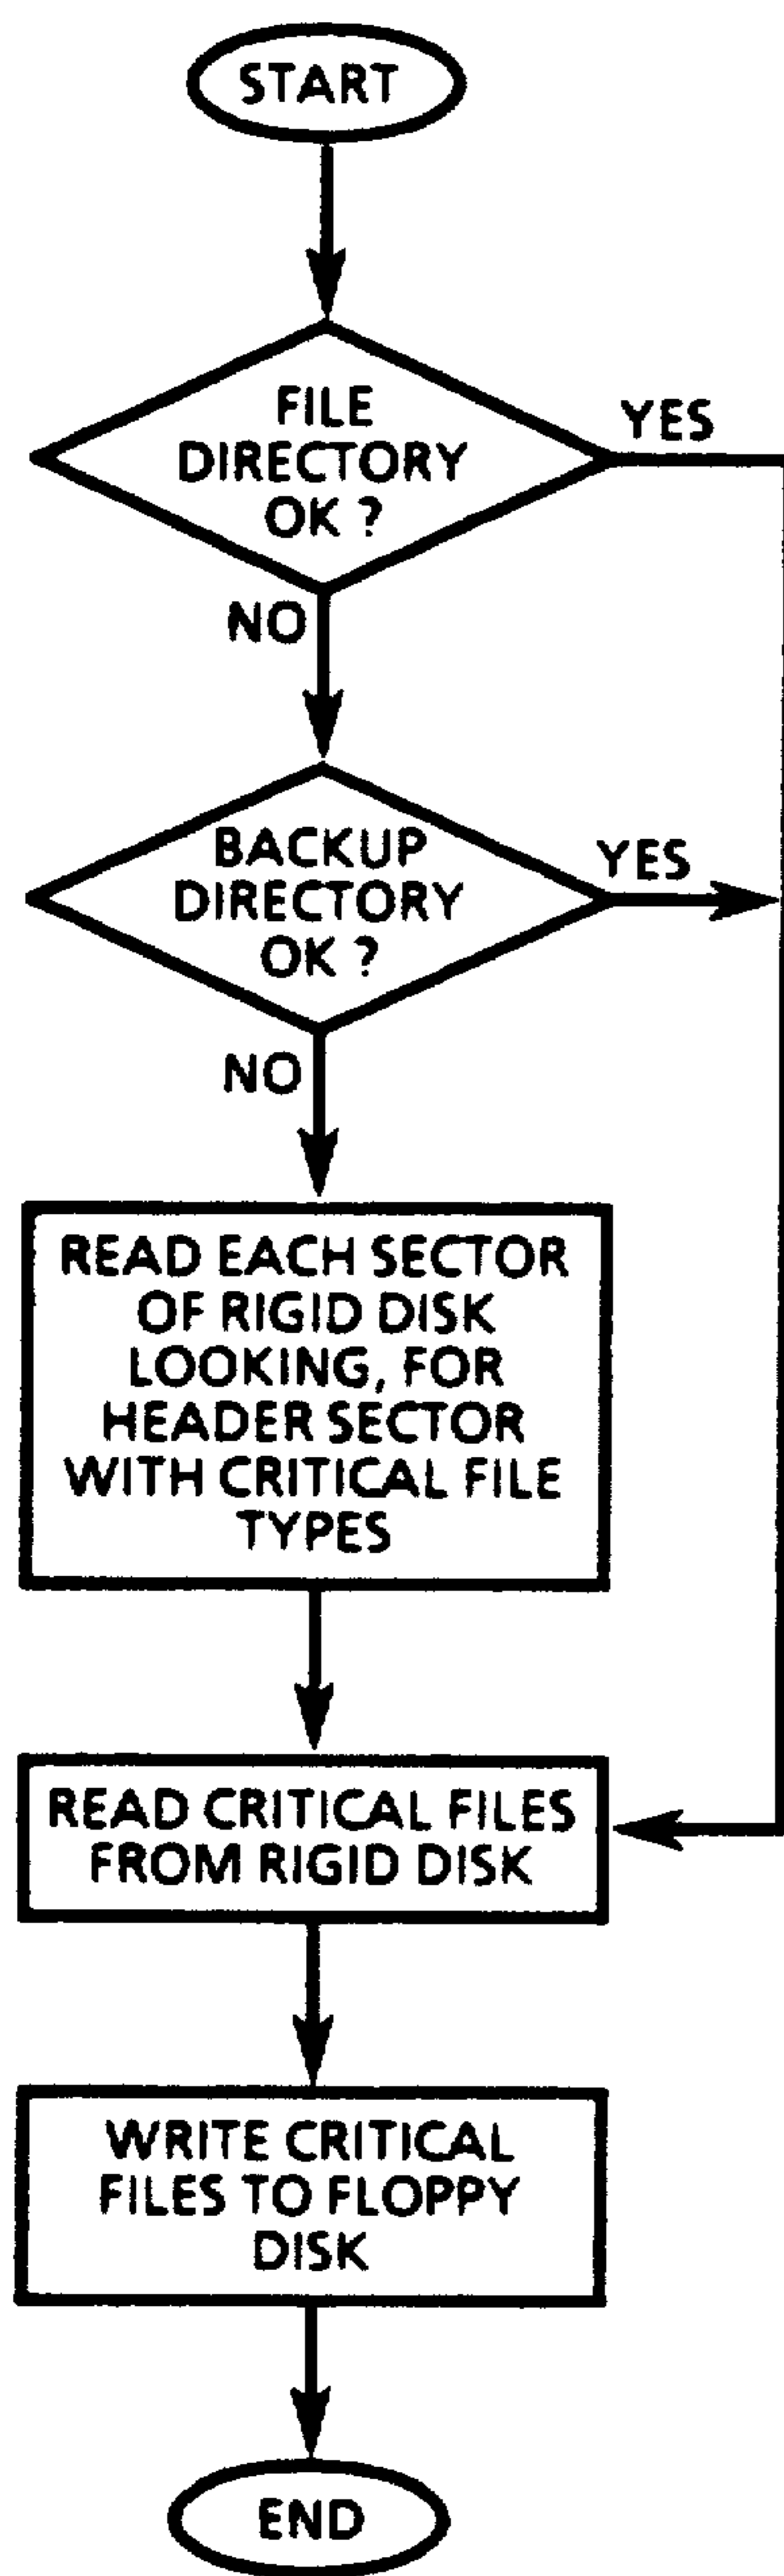 START
FILE
DIRECTORY
OK ?
YES
NO
BACKUP
DIRECTORY
OK ?
YES
NO
READ EACH SECTOR
OF RIGID DISK
LOOKING, FOR
HEADER SECTOR
WITH CRITICAL FILE
TYPES
READ CRITICAL FILES
FROM RIGID DISK
WRITE CRITICAL
FILES TO FLOPPY
DISK
END